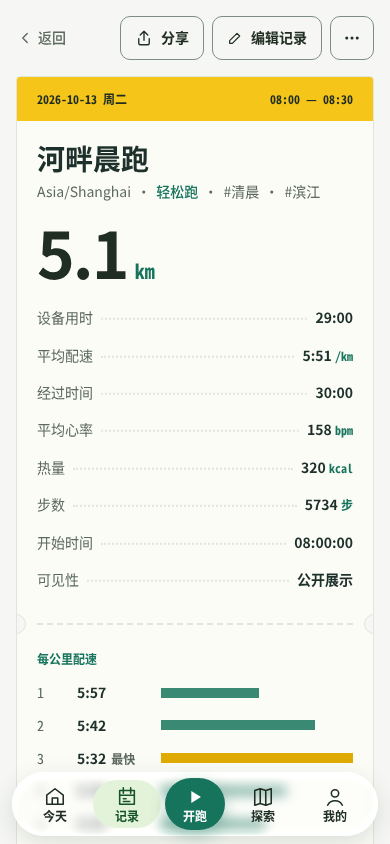 返回
分享
编辑记录
2026-10-13 周二
08:00 — 08:30
河畔晨跑
Asia/Shanghai • 轻松跑 • #清晨 • #滨江
5.1 km
设备用时 29:00
平均配速 5:51 /km
经过时间 30:00
平均心率 158 bpm
热量 320 kcal
步数 5734 步
开始时间 08:00:00
可见性 公开展示
每公里配速
1 5:57
2 5:42
3 5:32 最快
今天
记录
开跑
探索
我的